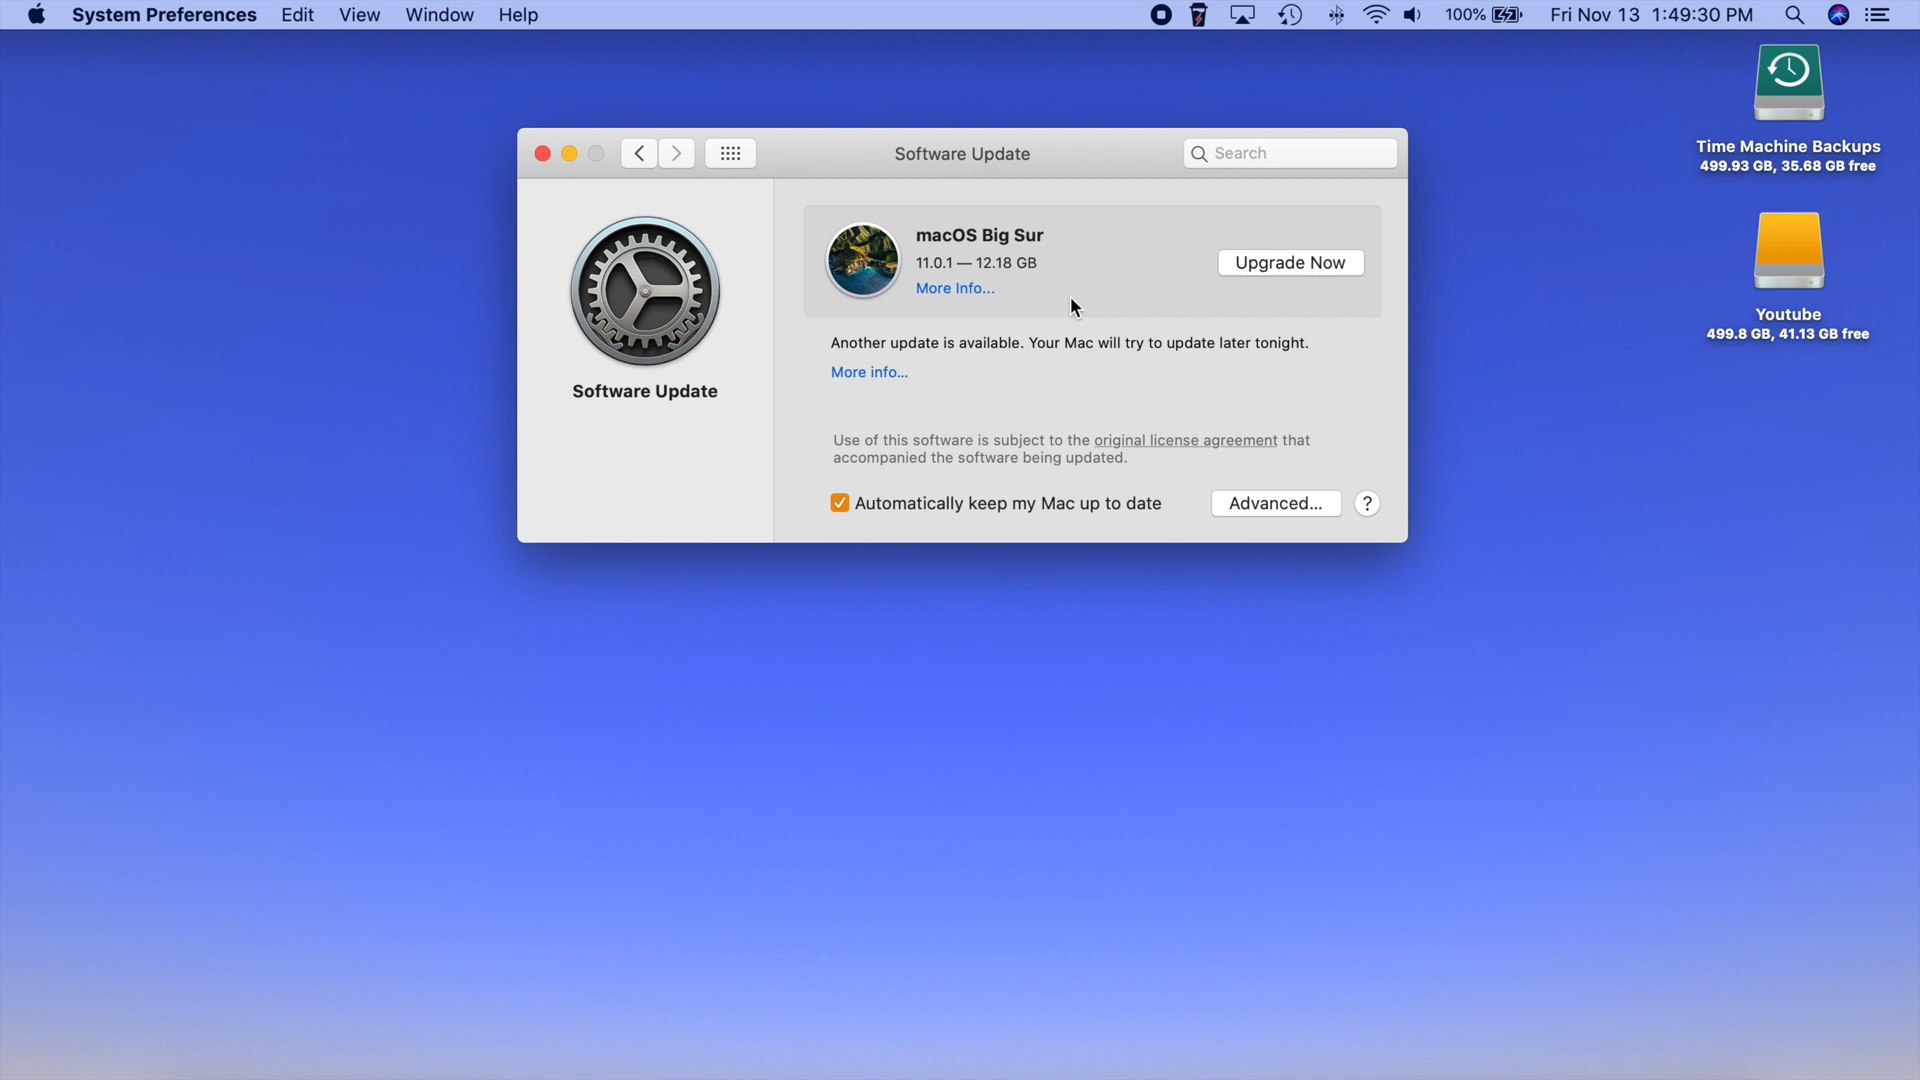 System Preferences Edit View Window Help 100% Fri Nov 13 1:49:30 PM
Time Machine Backups
499.93 GB, 35.68 GB free
Youtube
499.8 GB, 41.13 GB free
Software Update
Search
Software Update
macOS Big Sur
11.0.1 — 12.18 GB
More Info...
Upgrade Now
Another update is available. Your Mac will try to update later tonight.
More info...
Use of this software is subject to the original license agreement that
accompanied the software being updated.
Automatically keep my Mac up to date
Advanced...
?